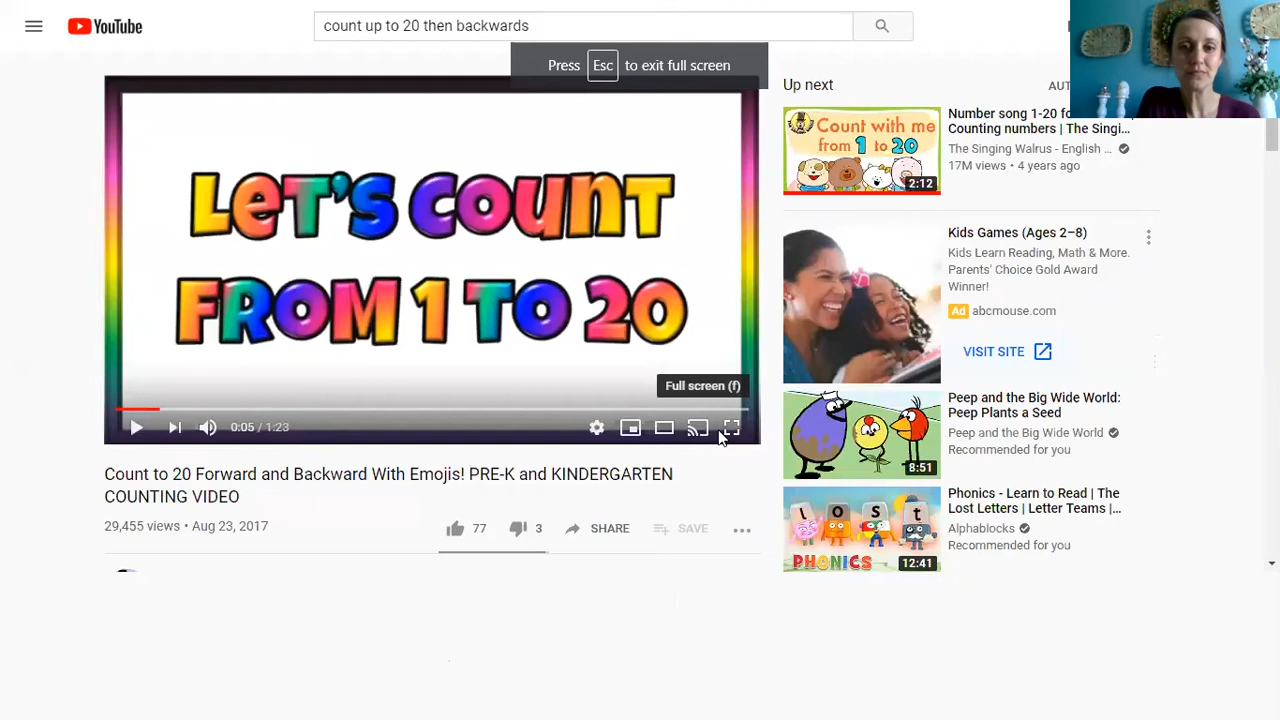 YouTube
count up to 20 then backwards
Press Esc to exit full screen
LET'S COUNT
FROM 1 TO 20
Full screen (f)
0:05 / 1:23
Count to 20 Forward and Backward With Emojis! PRE-K and KINDERGARTEN
COUNTING VIDEO
29,455 views • Aug 23, 2017
77
3
SHARE
SAVE
Up next
Count with me
from 1 to 20
2:12
Number song 1-20 fo
Counting numbers | The Singi...
The Singing Walrus - English ...
17M views • 4 years ago
Kids Games (Ages 2–8)
Kids Learn Reading, Math & More.
Parents' Choice Gold Award
Winner!
Ad abcmouse.com
VISIT SITE
8:51
Peep and the Big Wide World:
Peep Plants a Seed
Peep and the Big Wide World
Recommended for you
l o s t
PHONICS
12:41
Phonics - Learn to Read | The
Lost Letters | Letter Teams |...
Alphablocks
Recommended for you